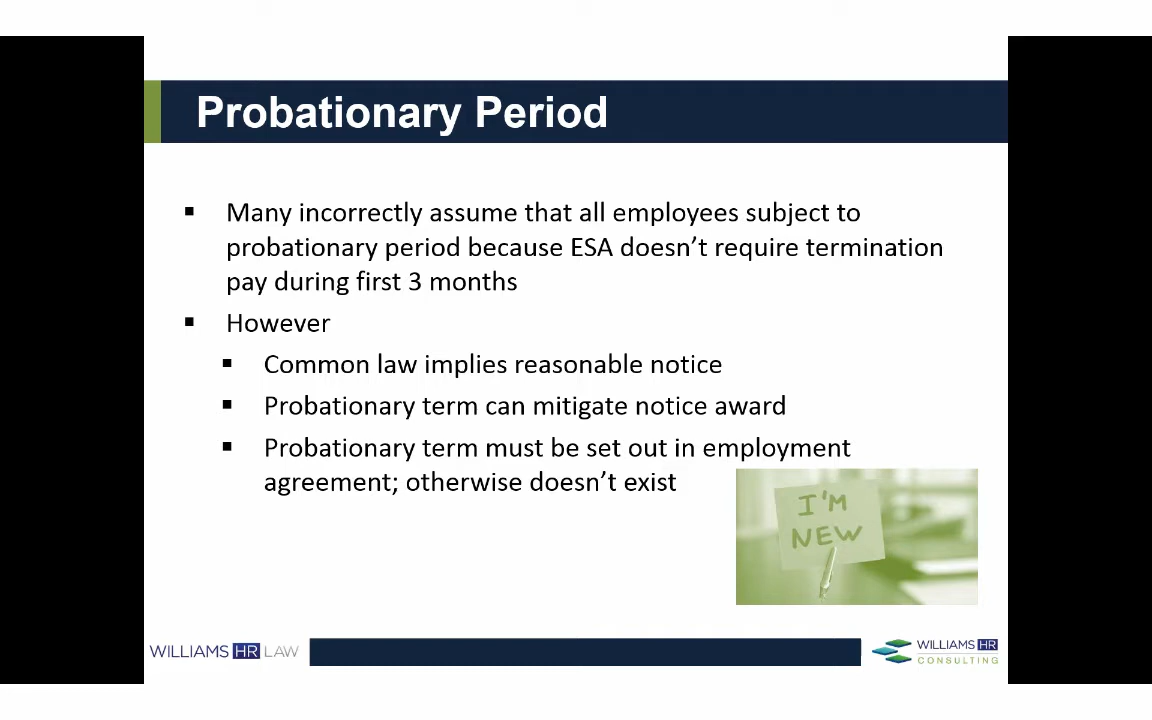 Probationary Period
▪ Many incorrectly assume that all employees subject to
probationary period because ESA doesn’t require termination
pay during first 3 months
▪ However
▪ Common law implies reasonable notice
▪ Probationary term can mitigate notice award
▪ Probationary term must be set out in employment
agreement; otherwise doesn’t exist
I'M
NEW
WILLIAMS HR LAW
WILLIAMS HR
CONSULTING